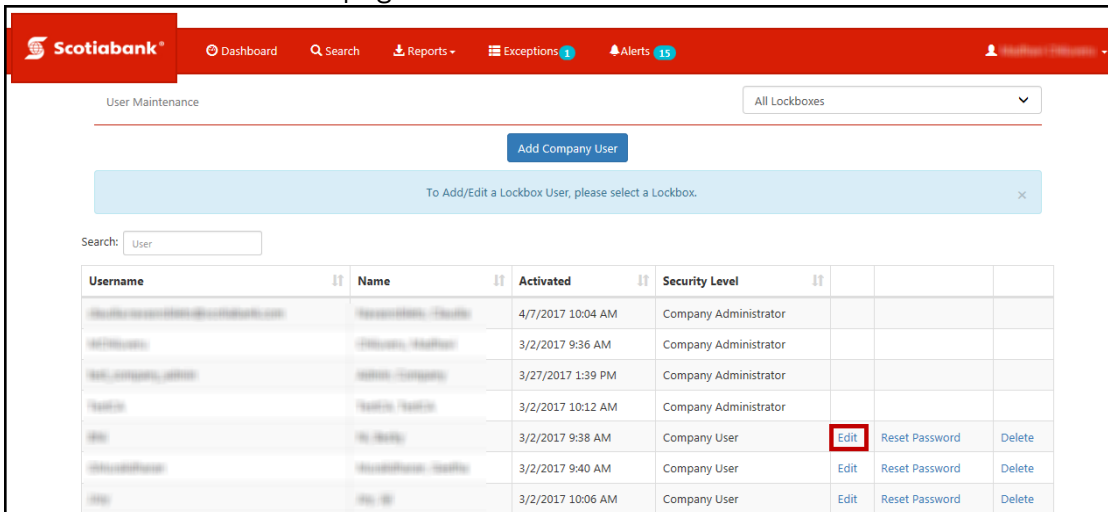 Scotiabank® Dashboard Search Reports Exceptions 1 Alerts 15
User Maintenance All Lockboxes
Add Company User
To Add/Edit a Lockbox User, please select a Lockbox. ×
Search: User
Username Name Activated Security Level
4/7/2017 10:04 AM Company Administrator
3/2/2017 9:36 AM Company Administrator
3/27/2017 1:39 PM Company Administrator
3/2/2017 10:12 AM Company Administrator
3/2/2017 9:38 AM Company User Edit Reset Password Delete
3/2/2017 9:40 AM Company User Edit Reset Password Delete
3/2/2017 10:06 AM Company User Edit Reset Password Delete